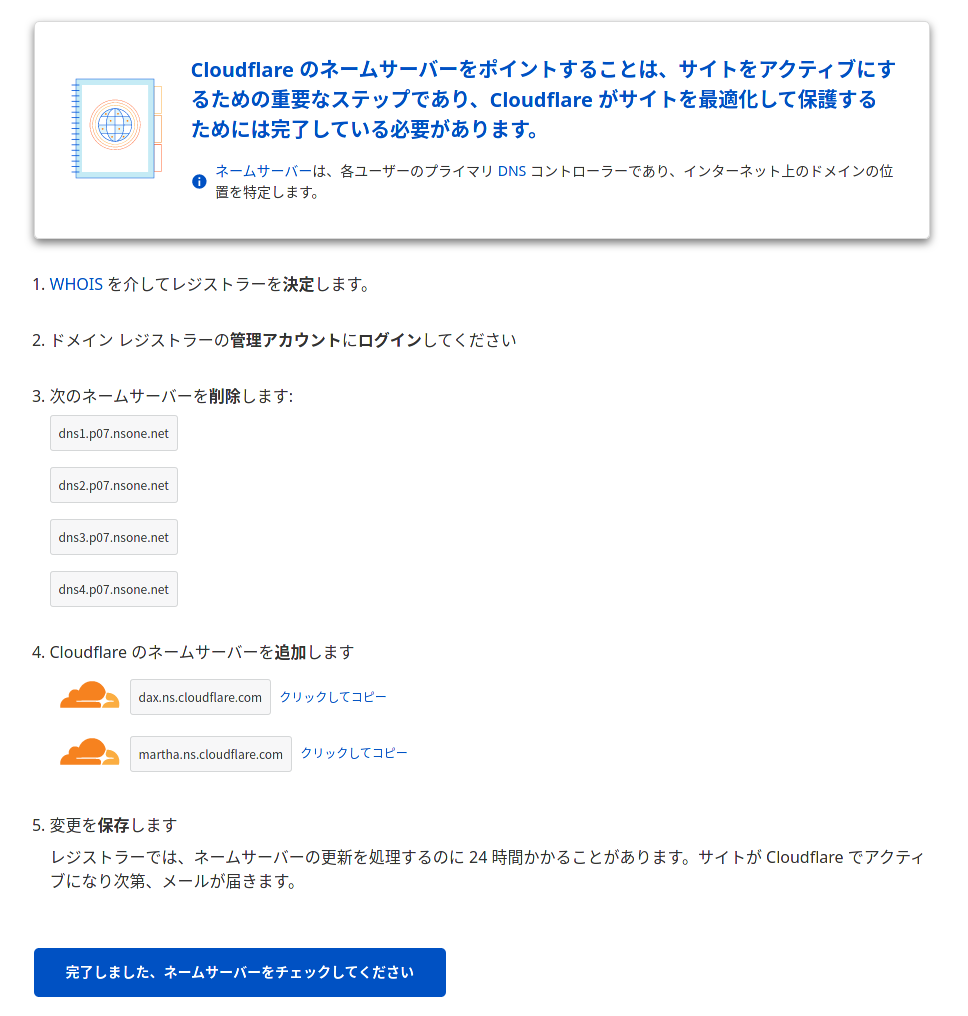 Cloudflare のネームサーバーをポイントすることは、サイトをアクティブにす
るための重要なステップであり、Cloudflare がサイトを最適化して保護する
ためには完了している必要があります。
ネームサーバーは、各ユーザーのプライマリ DNS コントローラーであり、インターネット上のドメインの位
置を特定します。
1. WHOIS を介してレジストラーを決定します。
2. ドメイン レジストラーの管理アカウントにログインしてください
3. 次のネームサーバーを削除します:
dns1.p07.nsone.net
dns2.p07.nsone.net
dns3.p07.nsone.net
dns4.p07.nsone.net
4. Cloudflare のネームサーバーを追加します
dax.ns.cloudflare.com クリックしてコピー
martha.ns.cloudflare.com クリックしてコピー
5. 変更を保存します
レジストラーでは、ネームサーバーの更新を処理するのに 24 時間かかることがあります。サイトが Cloudflare でアクティ
ブになり次第、メールが届きます。
完了しました、ネームサーバーをチェックしてください